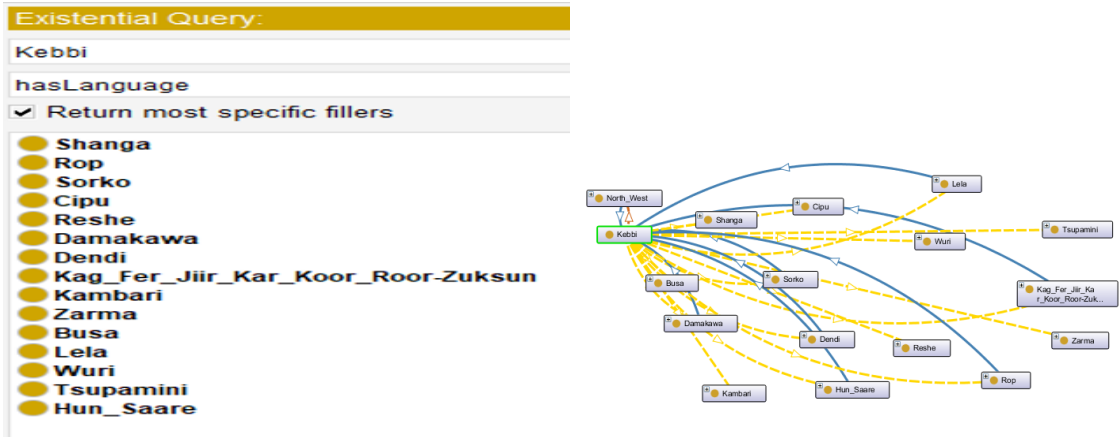 Existential Query:
Kebbi
hasLanguage
Return most specific fillers
Shanga
Rop
Sorko
Cipu
Reshe
Damakawa
Dendi
Kag_Fer_Jiir_Kar_Koor_Roor-Zuksun
Kambari
Zarma
Busa
Lela
Wuri
Tsupamini
Hun_Saare
Lela
North_West
Cipu
Shanga
Tsupamini
Kebbi
Wuri
Sorko
Busa
Kag_Fer_Jiir_Ka
r_Koor_Roor-Zuk...
Damakawa
Dendi
Zarma
Reshe
Rop
Hun_Saare
Kambari